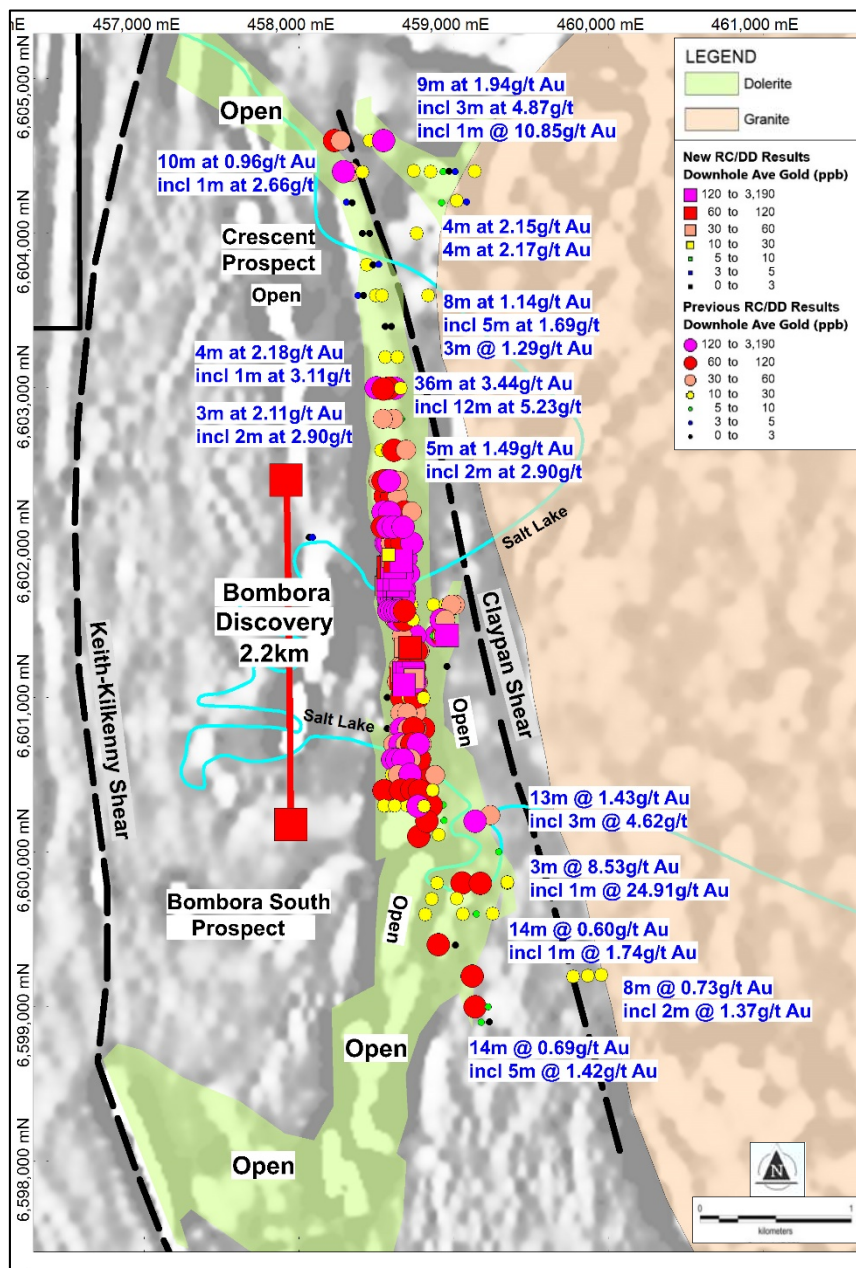 mE
457,000 mE
458,000 mE
459,000 mE
460,000 mE
461,000 mE
6,605,000 mN
6,604,000 mN
6,603,000 mN
6,602,000 mN
6,601,000 mN
6,600,000 mN
6,599,000 mN
6,598,000 mN
LEGEND
Dolerite
Granite
New RC/DD Results
Downhole Ave Gold (ppb)
120 to 3,190
60 to 120
30 to 60
10 to 30
5 to 10
3 to 5
0 to 3
Previous RC/DD Results
Downhole Ave Gold (ppb)
120 to 3,190
60 to 120
30 to 60
10 to 30
5 to 10
3 to 5
0 to 3
Open
9m at 1.94g/t Au
incl 3m at 4.87g/t
incl 1m @ 10.85g/t Au
10m at 0.96g/t Au
incl 1m at 2.66g/t
4m at 2.15g/t Au
4m at 2.17g/t Au
Crescent
Prospect
Open
8m at 1.14g/t Au
incl 5m at 1.69g/t
3m @ 1.29g/t Au
4m at 2.18g/t Au
incl 1m at 3.11g/t
36m at 3.44g/t Au
incl 12m at 5.23g/t
3m at 2.11g/t Au
incl 2m at 2.90g/t
5m at 1.49g/t Au
incl 2m at 2.90g/t
Salt Lake
Bombora
Discovery
2.2km
Keith-Kilkenny Shear
Claypan Shear
Salt Lake
Open
13m @ 1.43g/t Au
incl 3m @ 4.62g/t
3m @ 8.53g/t Au
incl 1m @ 24.91g/t Au
Bombora South
Prospect
Open
14m @ 0.60g/t Au
incl 1m @ 1.74g/t Au
8m @ 0.73g/t Au
incl 2m @ 1.37g/t Au
Open
14m @ 0.69g/t Au
incl 5m @ 1.42g/t Au
Open
N
0 1
kilometers